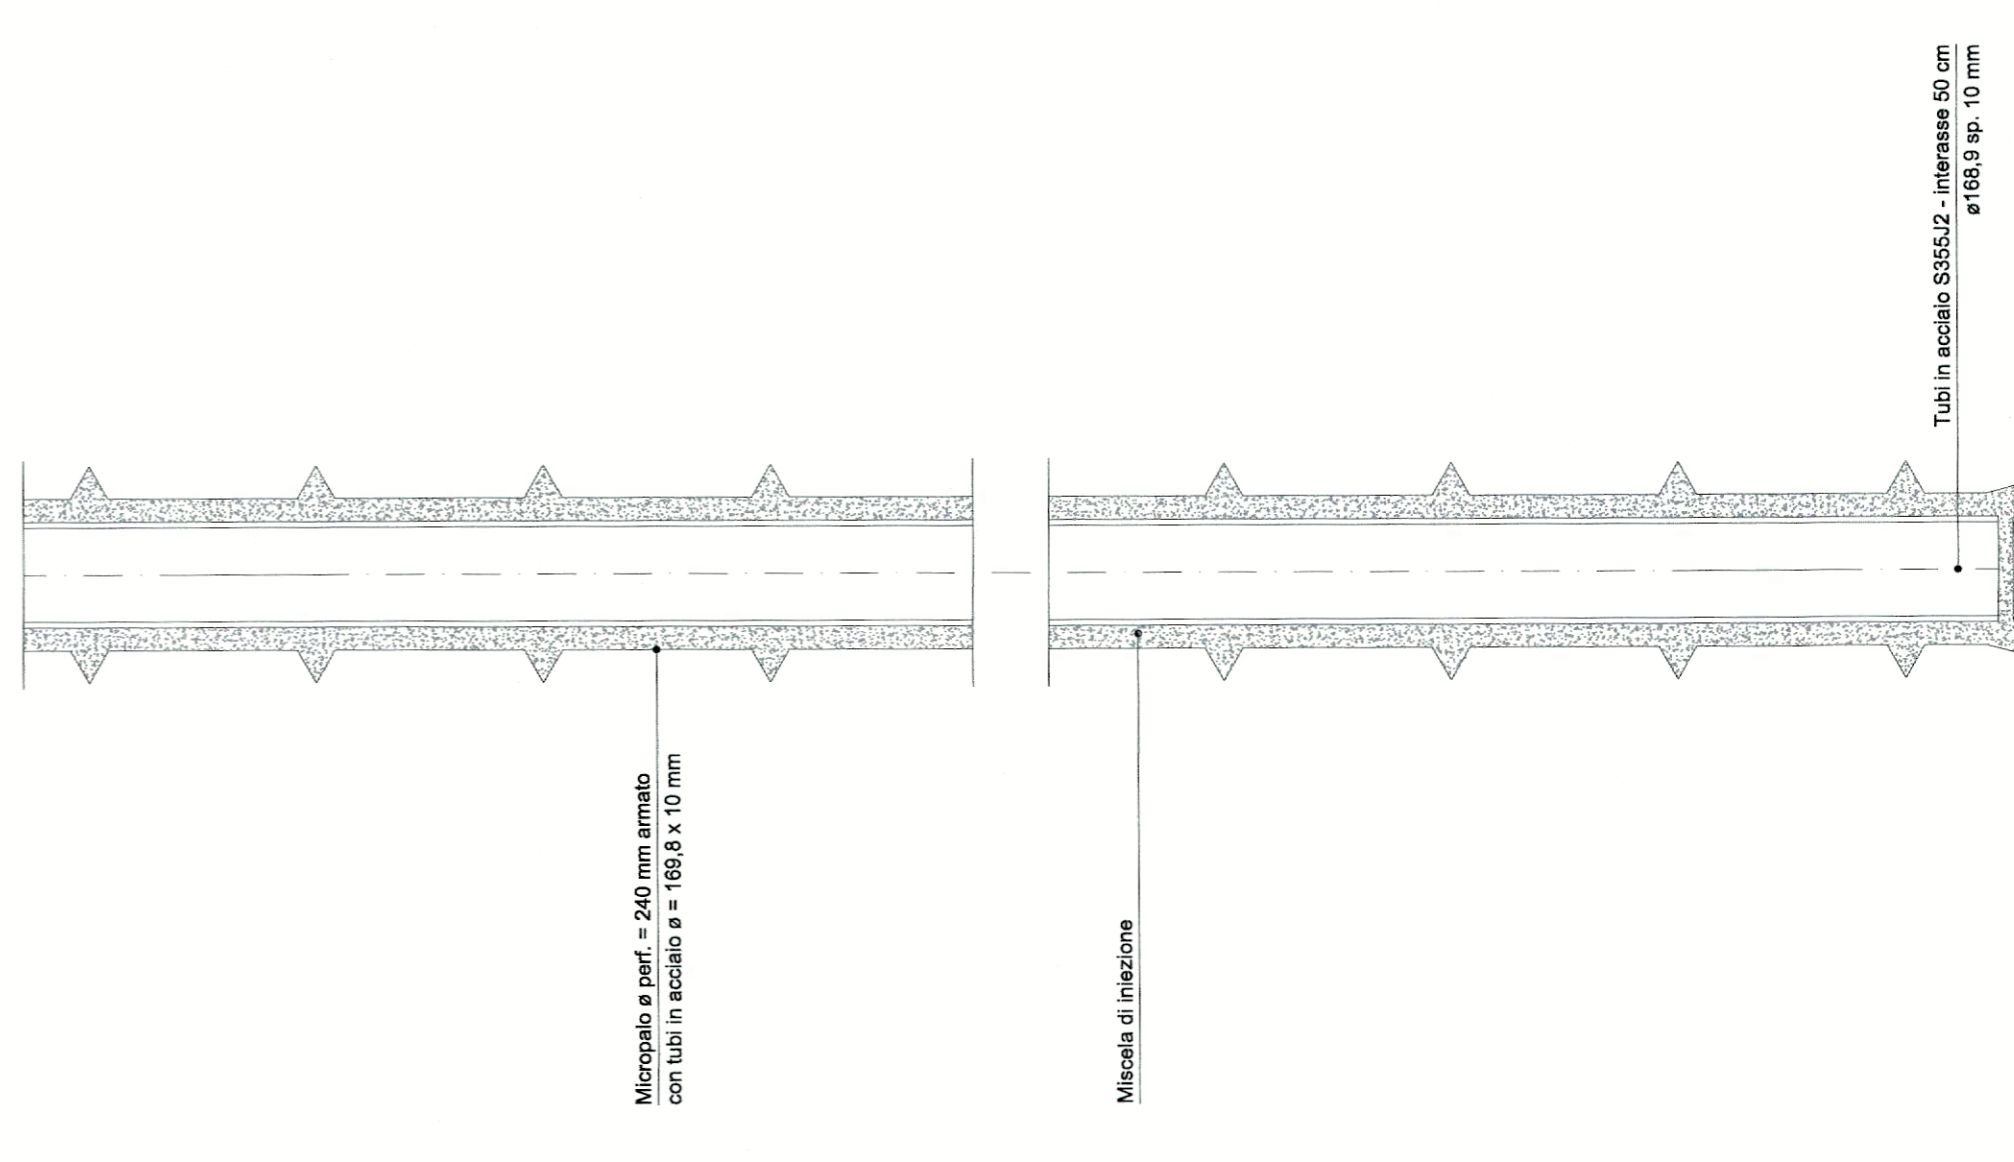 Micropalo ø perf. = 240 mm armato
con tubi in acciaio ø = 169,8 x 10 mm
Miscela di iniezione
Tubi in acciaio S355J2 - interasse 50 cm
ø168,9 sp. 10 mm